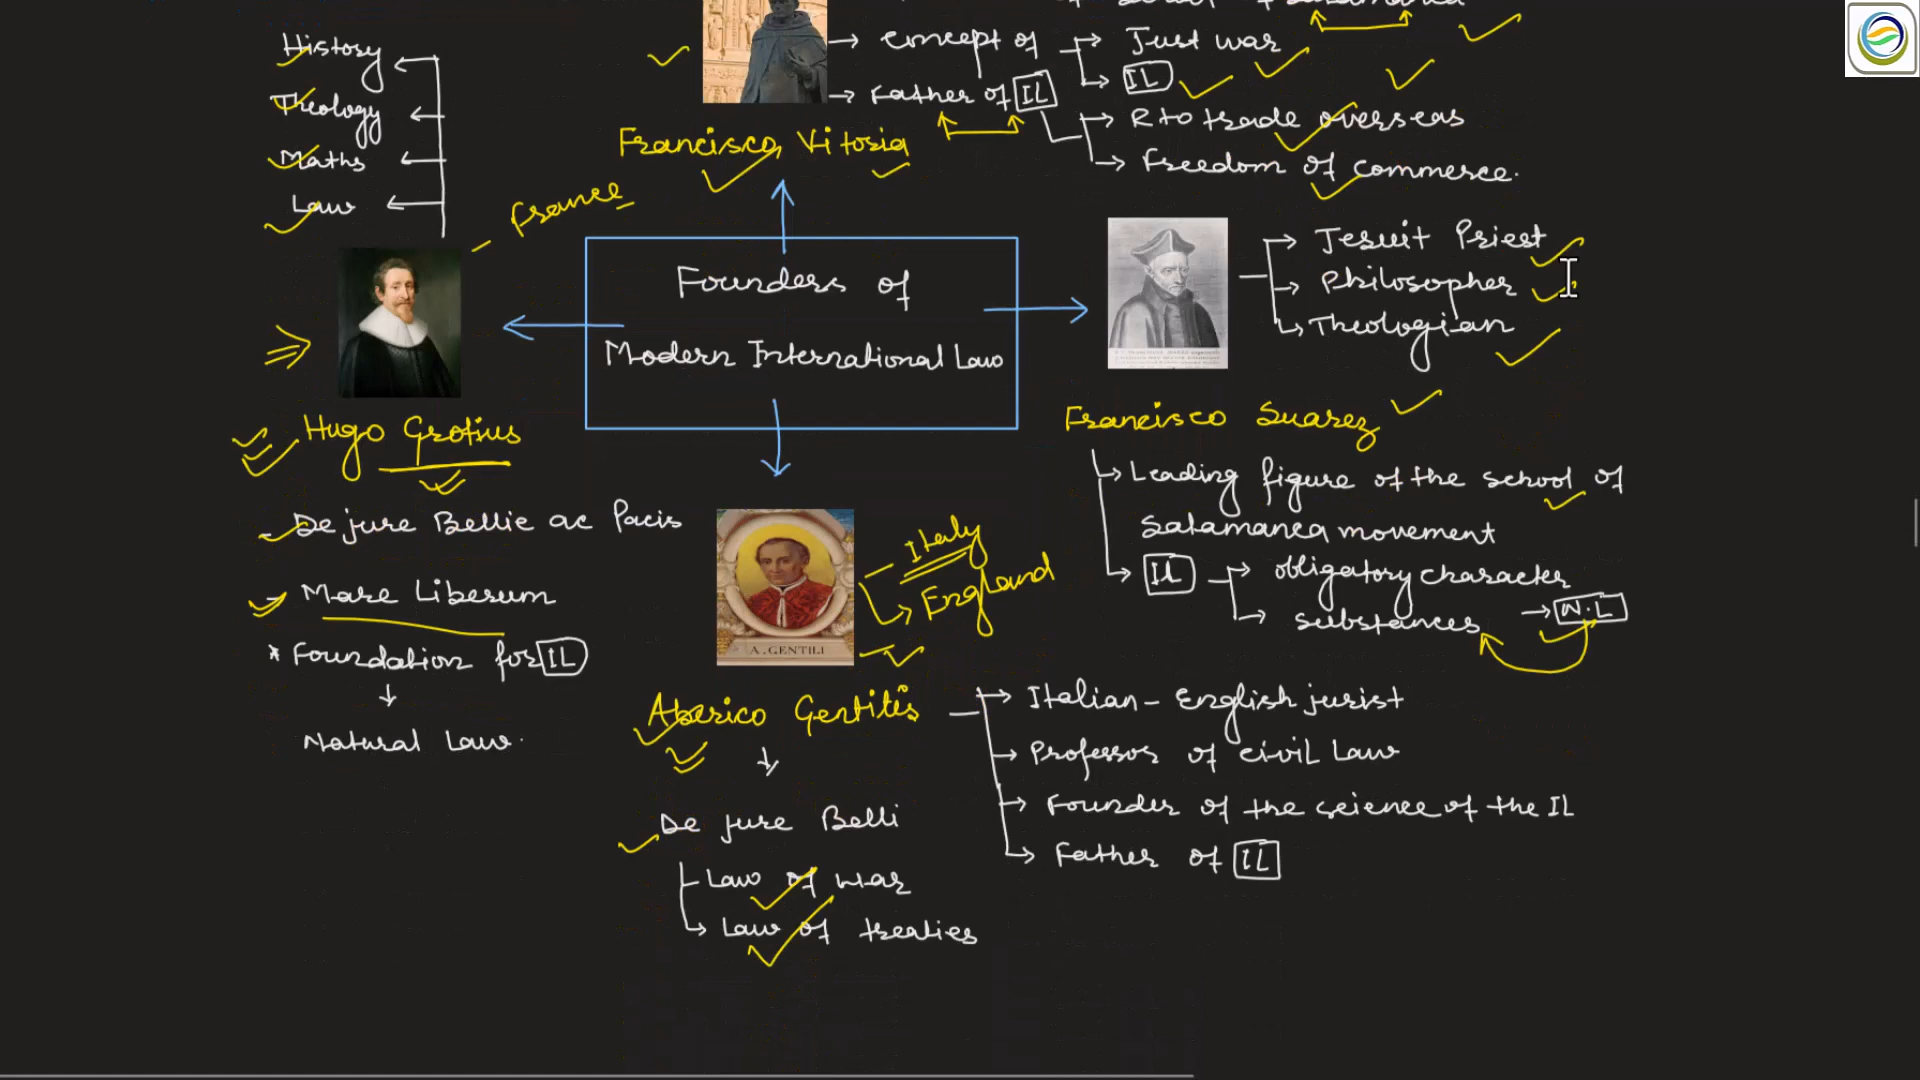 History
Theology
Maths
Law
France
→ Concept of → Just war
→ IL
→ Father of IL
→ R to trade overseas
→ Freedom of commerce.
Francisco Vitoria
Founders of
Modern International Law
→ Jesuit Priest
→ Philosopher
→ Theologian
Francisco Suarez
→ Leading figure of the school of
Salamanca movement
→ IL → obligatory character
→ substances → N.L
Hugo Grotius
- De jure Bellie ac Pacis
- Mare Liberum
* Foundation for IL
↓
Natural Law.
Italy
→ England
A. GENTILI
Aberico Gentilis
→ Italian - English jurist
→ Professor of civil Law
→ Founder of the science of the IL
→ Father of IL
↓
De jure Belli
Law of war
→ Law of treaties